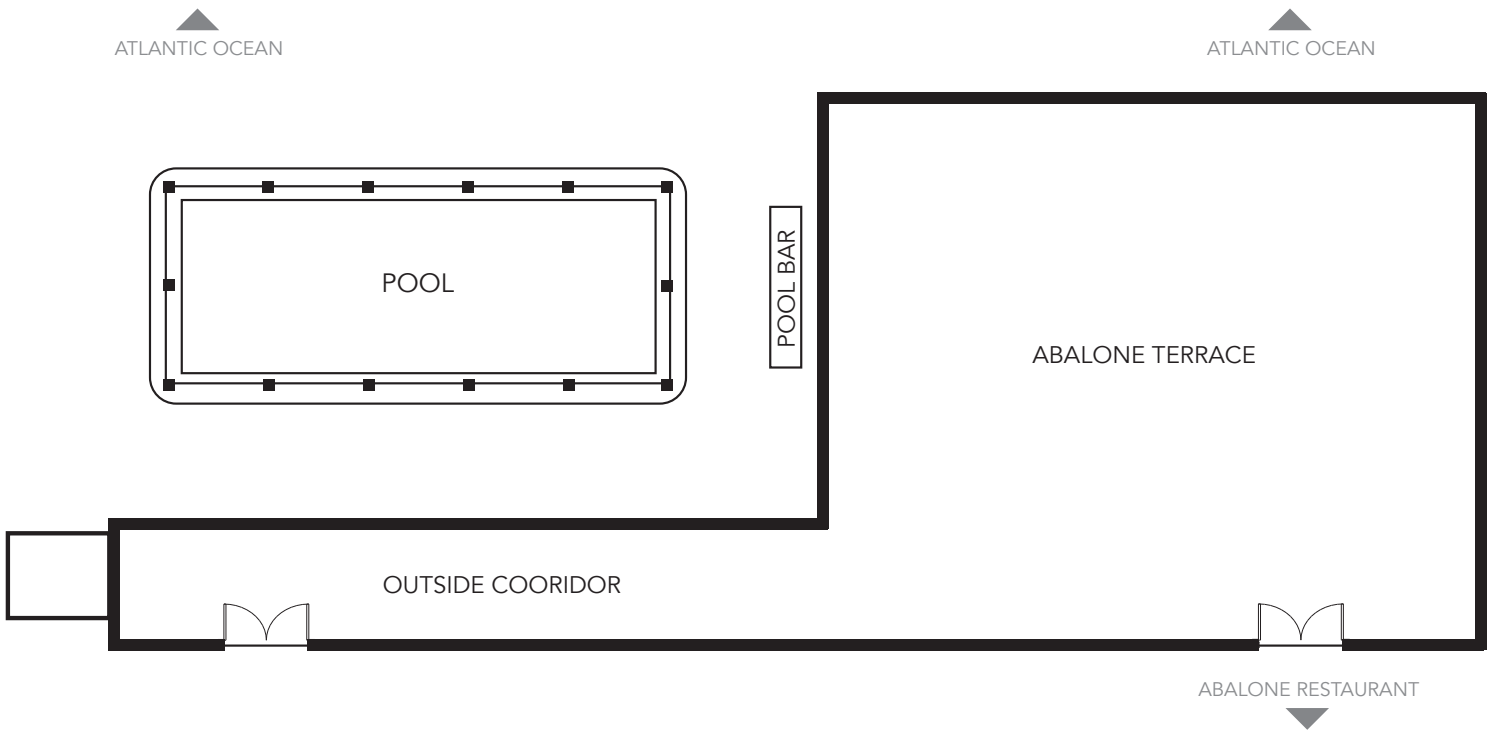 ATLANTIC OCEAN
ATLANTIC OCEAN
POOL
POOL BAR
ABALONE TERRACE
OUTSIDE COORIDOR
ABALONE RESTAURANT